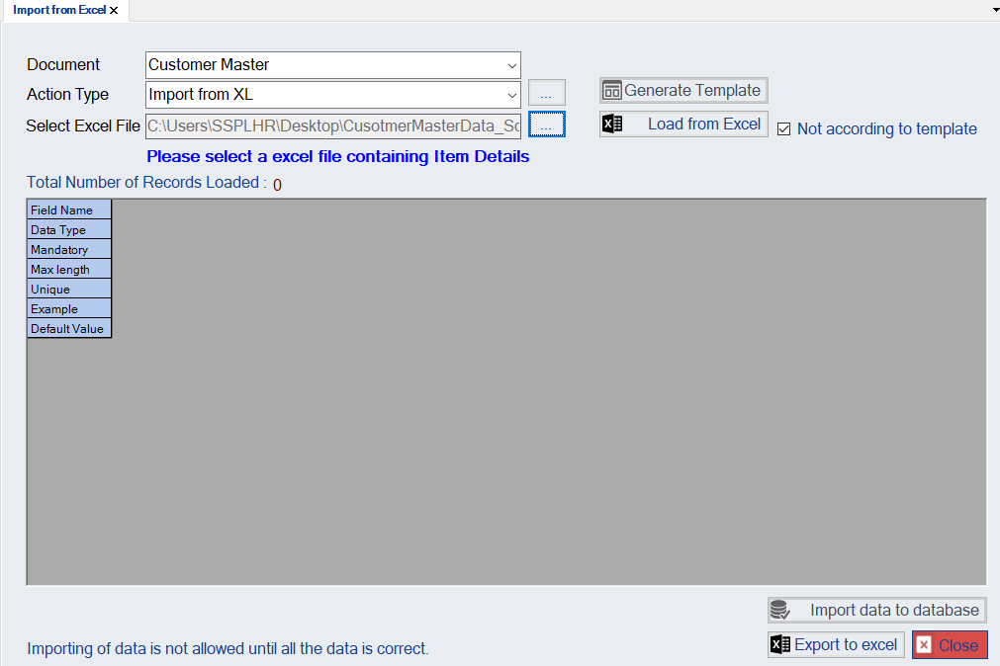 Import from Excel
Document
Customer Master
Action Type
Import from XL
...
Generate Template
Select Excel File
C:\Users\SSPLHR\Desktop\CusotmerMasterData_Sc
...
Load from Excel
Not according to template
Please select a excel file containing Item Details
Total Number of Records Loaded : 0
Field Name
Data Type
Mandatory
Max length
Unique
Example
Default Value
Import data to database
Importing of data is not allowed until all the data is correct.
Export to excel
Close